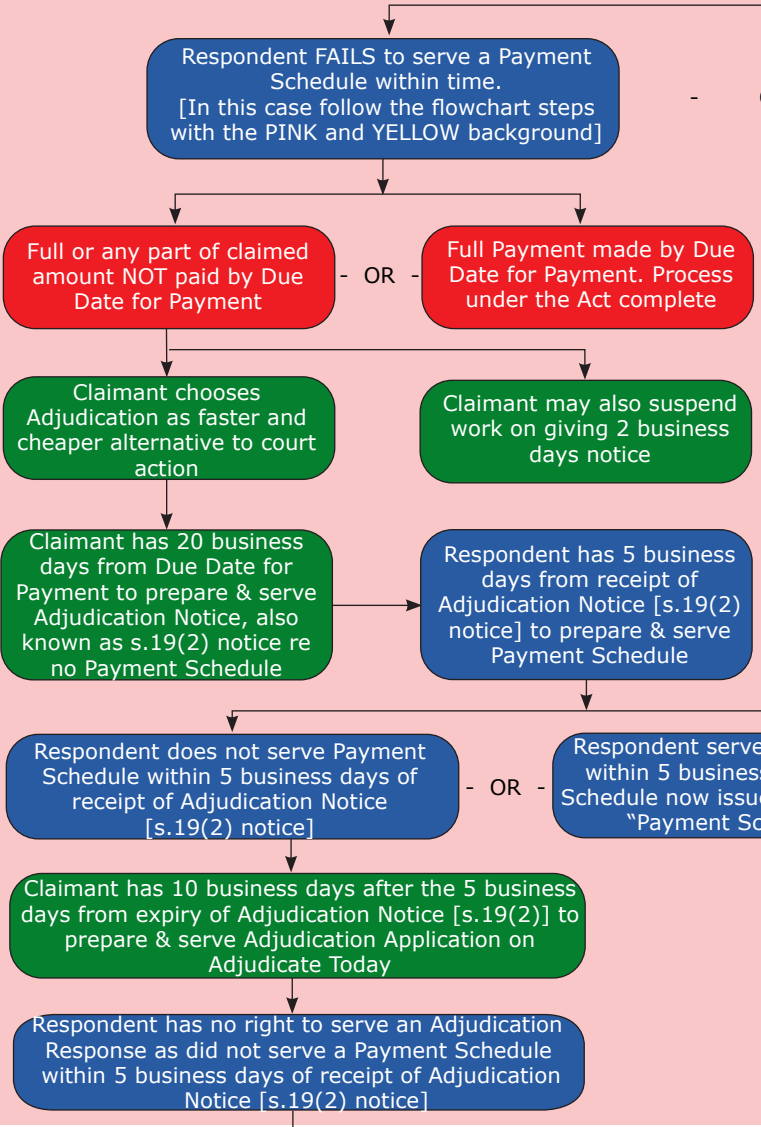 Respondent FAILS to serve a Payment
Schedule within time.
[In this case follow the flowchart steps
with the PINK and YELLOW background]
-
Full or any part of claimed
amount NOT paid by Due
Date for Payment
- OR -
Full Payment made by Due
Date for Payment. Process
under the Act complete
Claimant chooses
Adjudication as faster and
cheaper alternative to court
action
Claimant may also suspend
work on giving 2 business
days notice
Claimant has 20 business
days from Due Date for
Payment to prepare & serve
Adjudication Notice, also
known as s.19(2) notice re
no Payment Schedule
Respondent has 5 business
days from receipt of
Adjudication Notice [s.19(2)
notice] to prepare & serve
Payment Schedule
Respondent does not serve Payment
Schedule within 5 business days of
receipt of Adjudication Notice
[s.19(2) notice]
- OR -
Respondent serve
within 5 business
Schedule now issue
“Payment Sc
Claimant has 10 business days after the 5 business
days from expiry of Adjudication Notice [s.19(2)] to
prepare & serve Adjudication Application on
Adjudicate Today
Respondent has no right to serve an Adjudication
Response as did not serve a Payment Schedule
within 5 business days of receipt of Adjudication
Notice [s.19(2) notice]